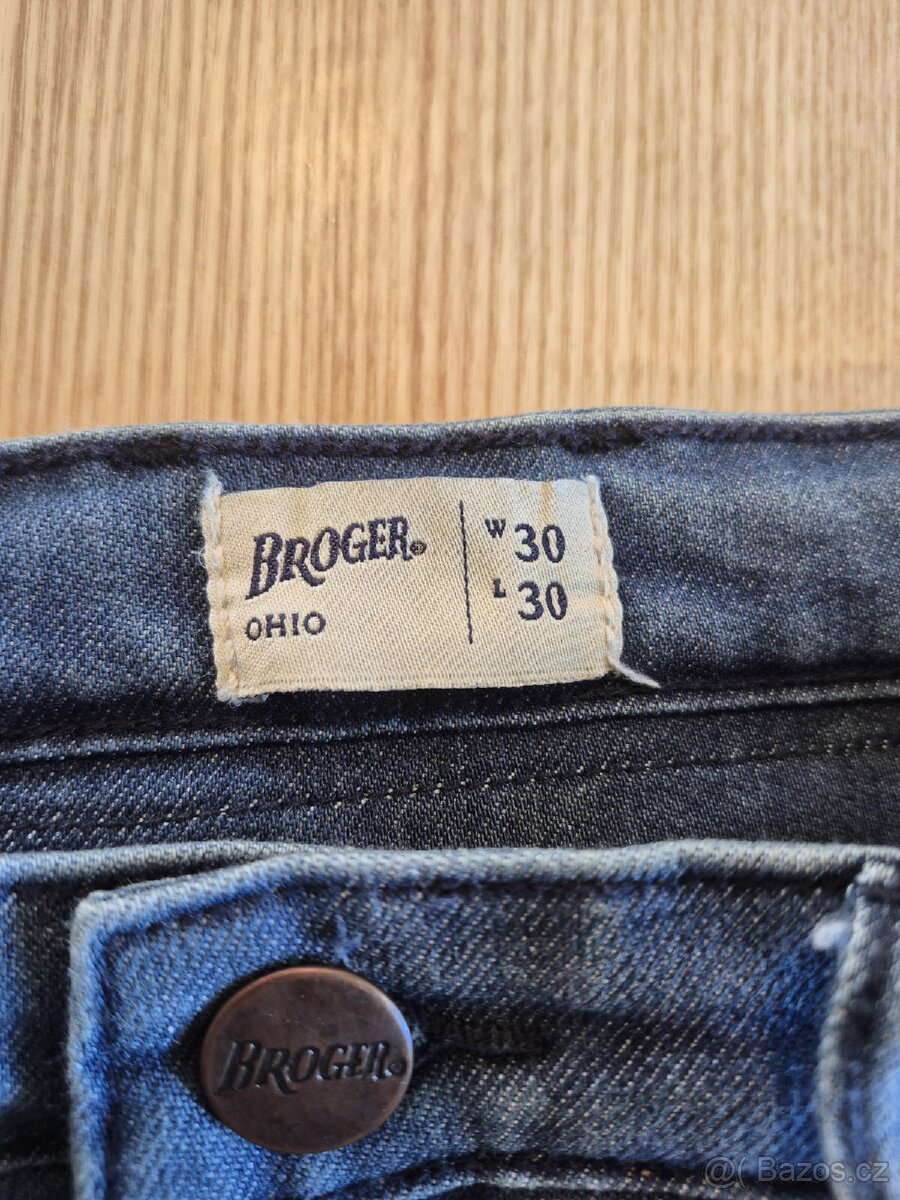 BROGER® W 30
OHIO L 30
BROGER®
@( Bazos.cz